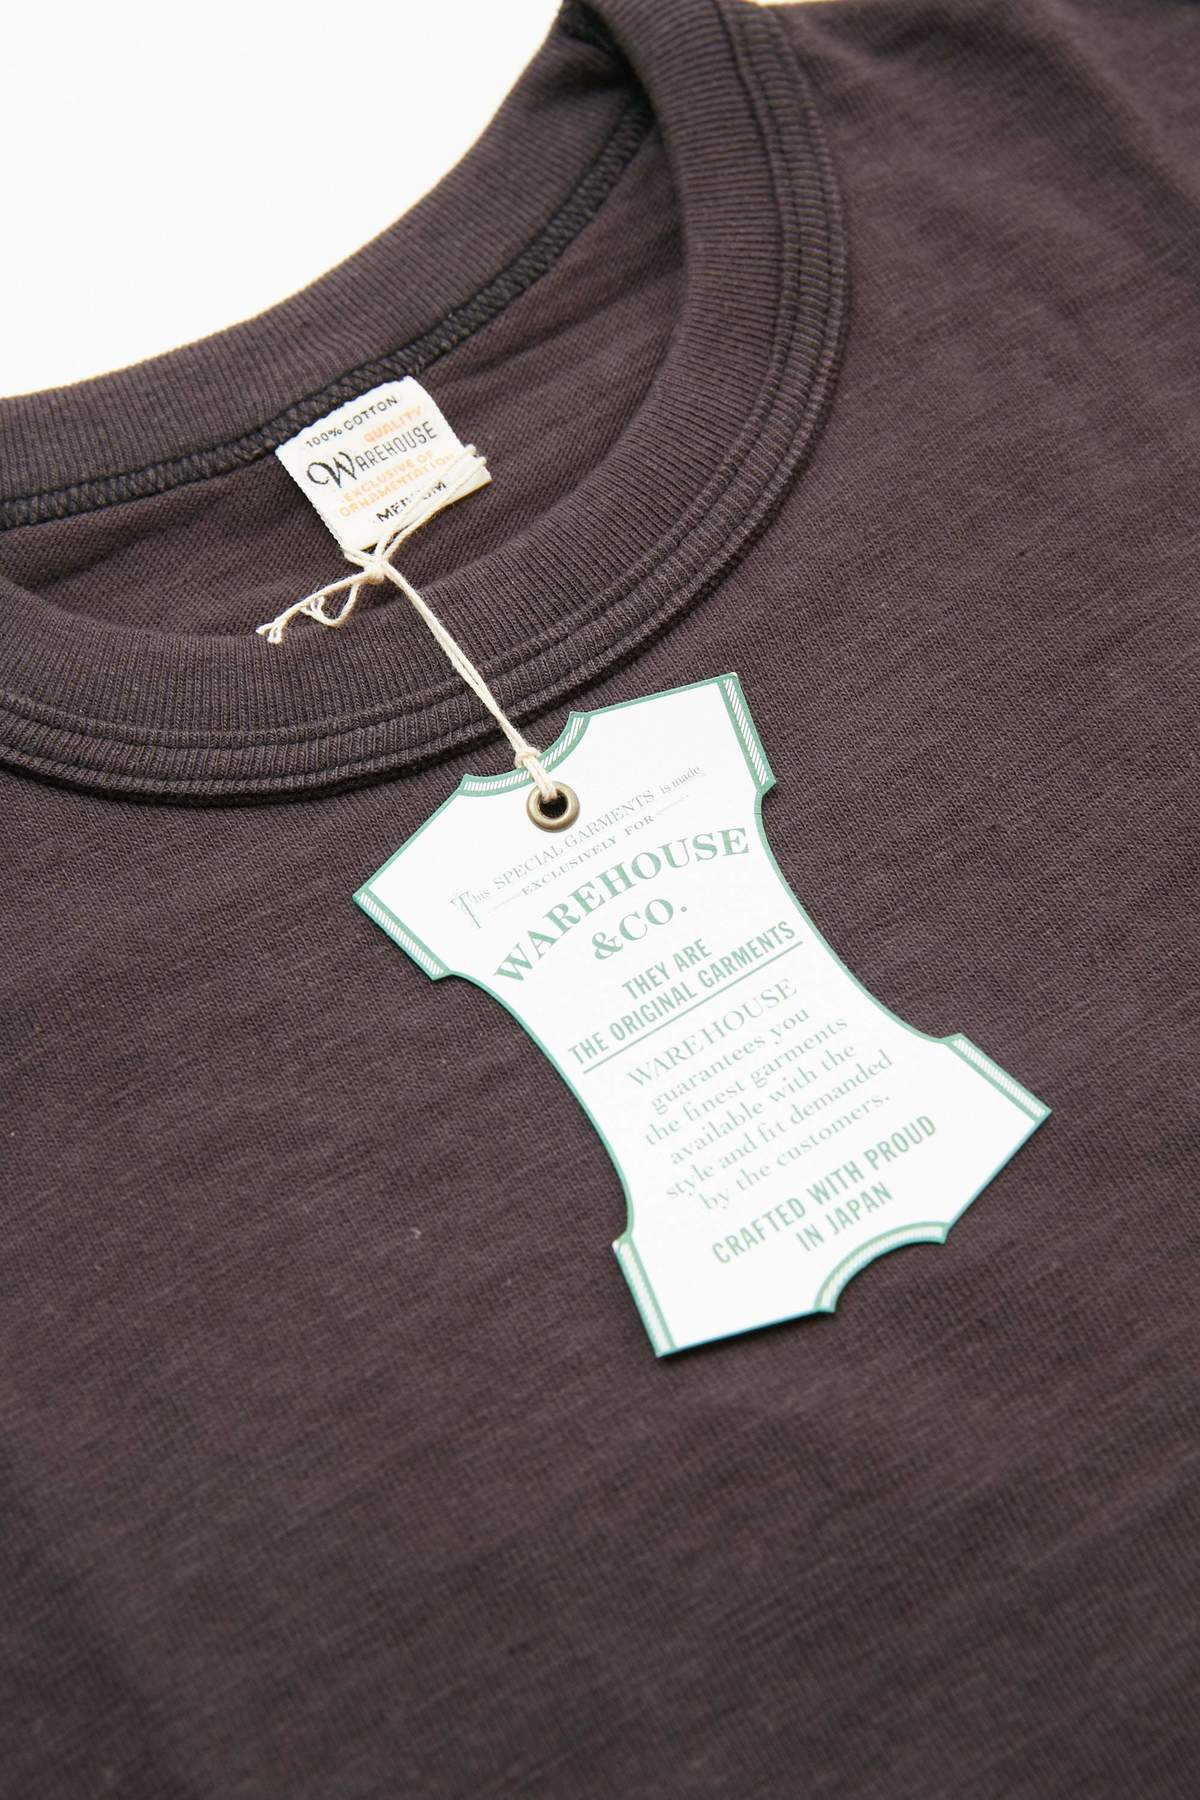 100% COTTON
QUALITY
WAREHOUSE
EXCLUSIVE OF
ORNAMENTATION
MEDIUM
This SPECIAL GARMENTS is made
EXCLUSIVELY FOR
WAREHOUSE
&CO.
THEY ARE
THE ORIGINAL GARMENTS
WAREHOUSE
guarantees you
the finest garments
available with the
style and fit demanded
by the customers.
CRAFTED WITH PROUD
IN JAPAN